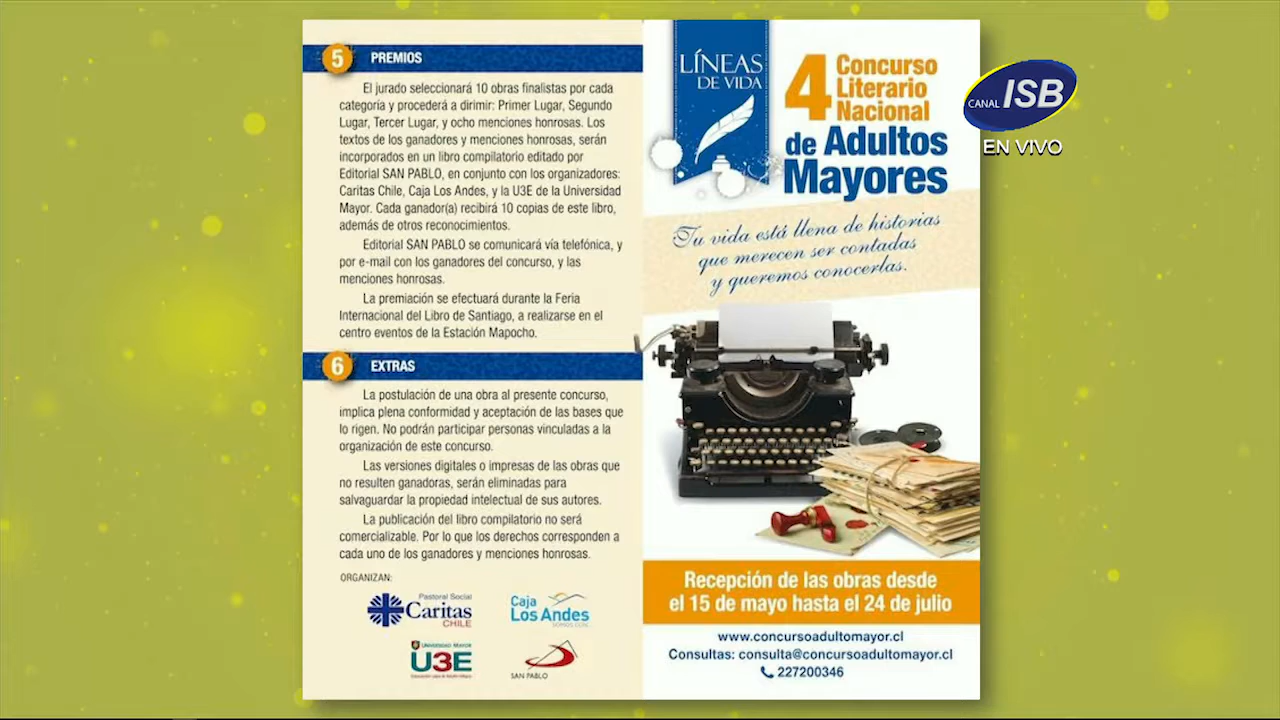 5 PREMIOS
El jurado seleccionará 10 obras finalistas por cada
categoría y procederá a dirimir: Primer Lugar, Segundo
Lugar, Tercer Lugar, y ocho menciones honrosas. Los
textos de los ganadores y menciones honrosas, serán
incorporados en un libro compilatorio editado por
Editorial SAN PABLO, en conjunto con los organizadores:
Caritas Chile, Caja Los Andes, y la U3E de la Universidad
Mayor. Cada ganador(a) recibirá 10 copias de este libro,
además de otros reconocimientos.
Editorial SAN PABLO se comunicará vía telefónica, y
por e-mail con los ganadores del concurso, y las
menciones honrosas.
La premiación se efectuará durante la Feria
Internacional del Libro de Santiago, a realizarse en el
centro eventos de la Estación Mapocho.
6 EXTRAS
La postulación de una obra al presente concurso,
implica plena conformidad y aceptación de las bases que
lo rigen. No podrán participar personas vinculadas a la
organización de este concurso.
Las versiones digitales o impresas de las obras que
no resulten ganadoras, serán eliminadas para
salvaguardar la propiedad intelectual de sus autores.
La publicación del libro compilatorio no será
comercializable. Por lo que los derechos corresponden a
cada uno de los ganadores y menciones honrosas.
ORGANIZAN:
Pastoral Social
Caritas
CHILE
Caja
Los Andes
UNIVERSIDAD MAYOR
U3E
SAN PABLO
LÍNEAS
DE VIDA
4 Concurso
Literario
Nacional
de Adultos
Mayores
Tu vida está llena de historias
que merecen ser contadas
y queremos conocerlas.
Recepción de las obras desde
el 15 de mayo hasta el 24 de julio
www.concursoadultomayor.cl
Consultas: consulta@concursoadultomayor.cl
227200346
CANAL ISB
EN VIVO